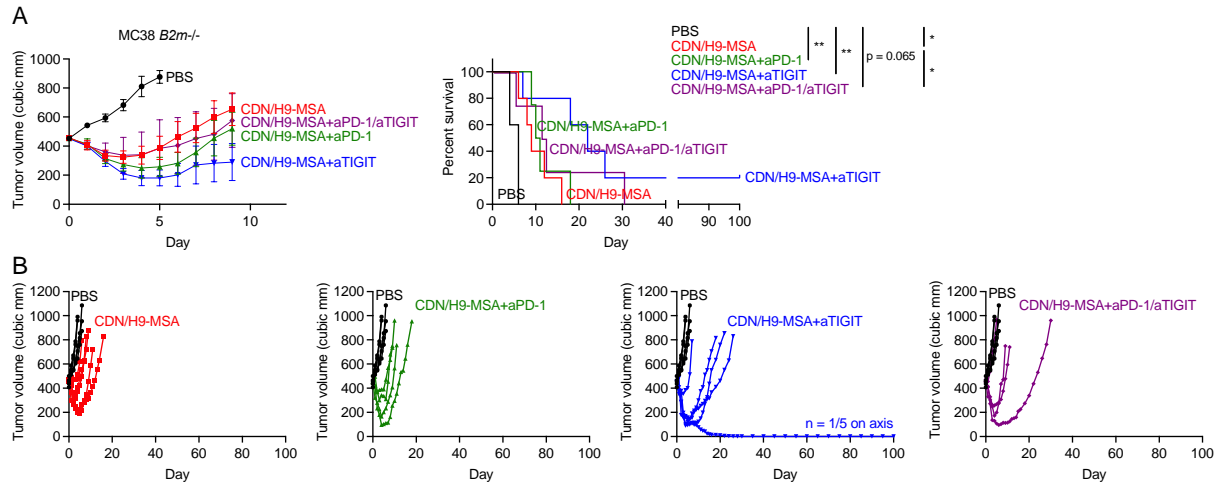 A
MC38 B2m-/-
Tumor volume (cubic mm)
1000
800
600
400
200
0
0
5
10
Day
PBS
CDN/H9-MSA
CDN/H9-MSA+aPD-1/aTIGIT
CDN/H9-MSA+aPD-1
CDN/H9-MSA+aTIGIT
Percent survival
100
80
60
40
20
0
0
10
20
30
40
90
100
Day
CDN/H9-MSA+aPD-1
CDN/H9-MSA+aPD-1/aTIGIT
CDN/H9-MSA+aTIGIT
PBS
CDN/H9-MSA
PBS
CDN/H9-MSA
CDN/H9-MSA+aPD-1
CDN/H9-MSA+aTIGIT
CDN/H9-MSA+aPD-1/aTIGIT
**
**
p = 0.065
*
*
B
Tumor volume (cubic mm)
1200
1000
800
600
400
200
0
0
20
40
60
80
100
Day
PBS
CDN/H9-MSA
Tumor volume (cubic mm)
1200
1000
800
600
400
200
0
0
20
40
60
80
100
Day
PBS
CDN/H9-MSA+aPD-1
Tumor volume (cubic mm)
1200
1000
800
600
400
200
0
0
20
40
60
80
100
Day
PBS
CDN/H9-MSA+aTIGIT
n = 1/5 on axis
Tumor volume (cubic mm)
1200
1000
800
600
400
200
0
0
20
40
60
80
100
Day
PBS
CDN/H9-MSA+aPD-1/aTIGIT